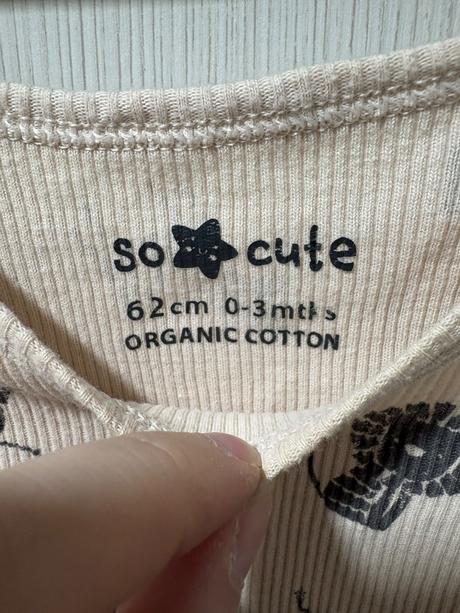 so cute
62cm 0-3mths
ORGANIC COTTON